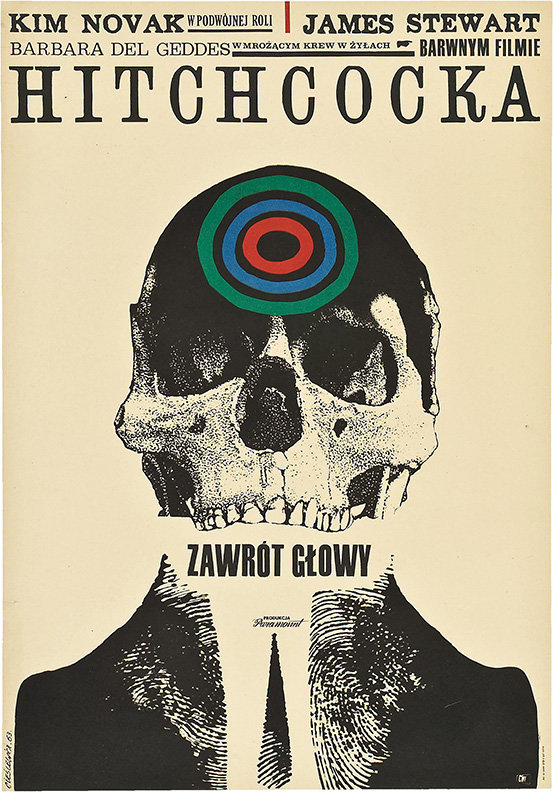 KIM NOVAK W PODWÓJNEJ ROLI JAMES STEWART
BARBARA DEL GEDDES W MROŻĄCYM KREW W ŻYŁACH BARWNYM FILMIE
HITCHCOCKA
ZAWRÓT GŁOWY
PRODUKCJA
Paramount